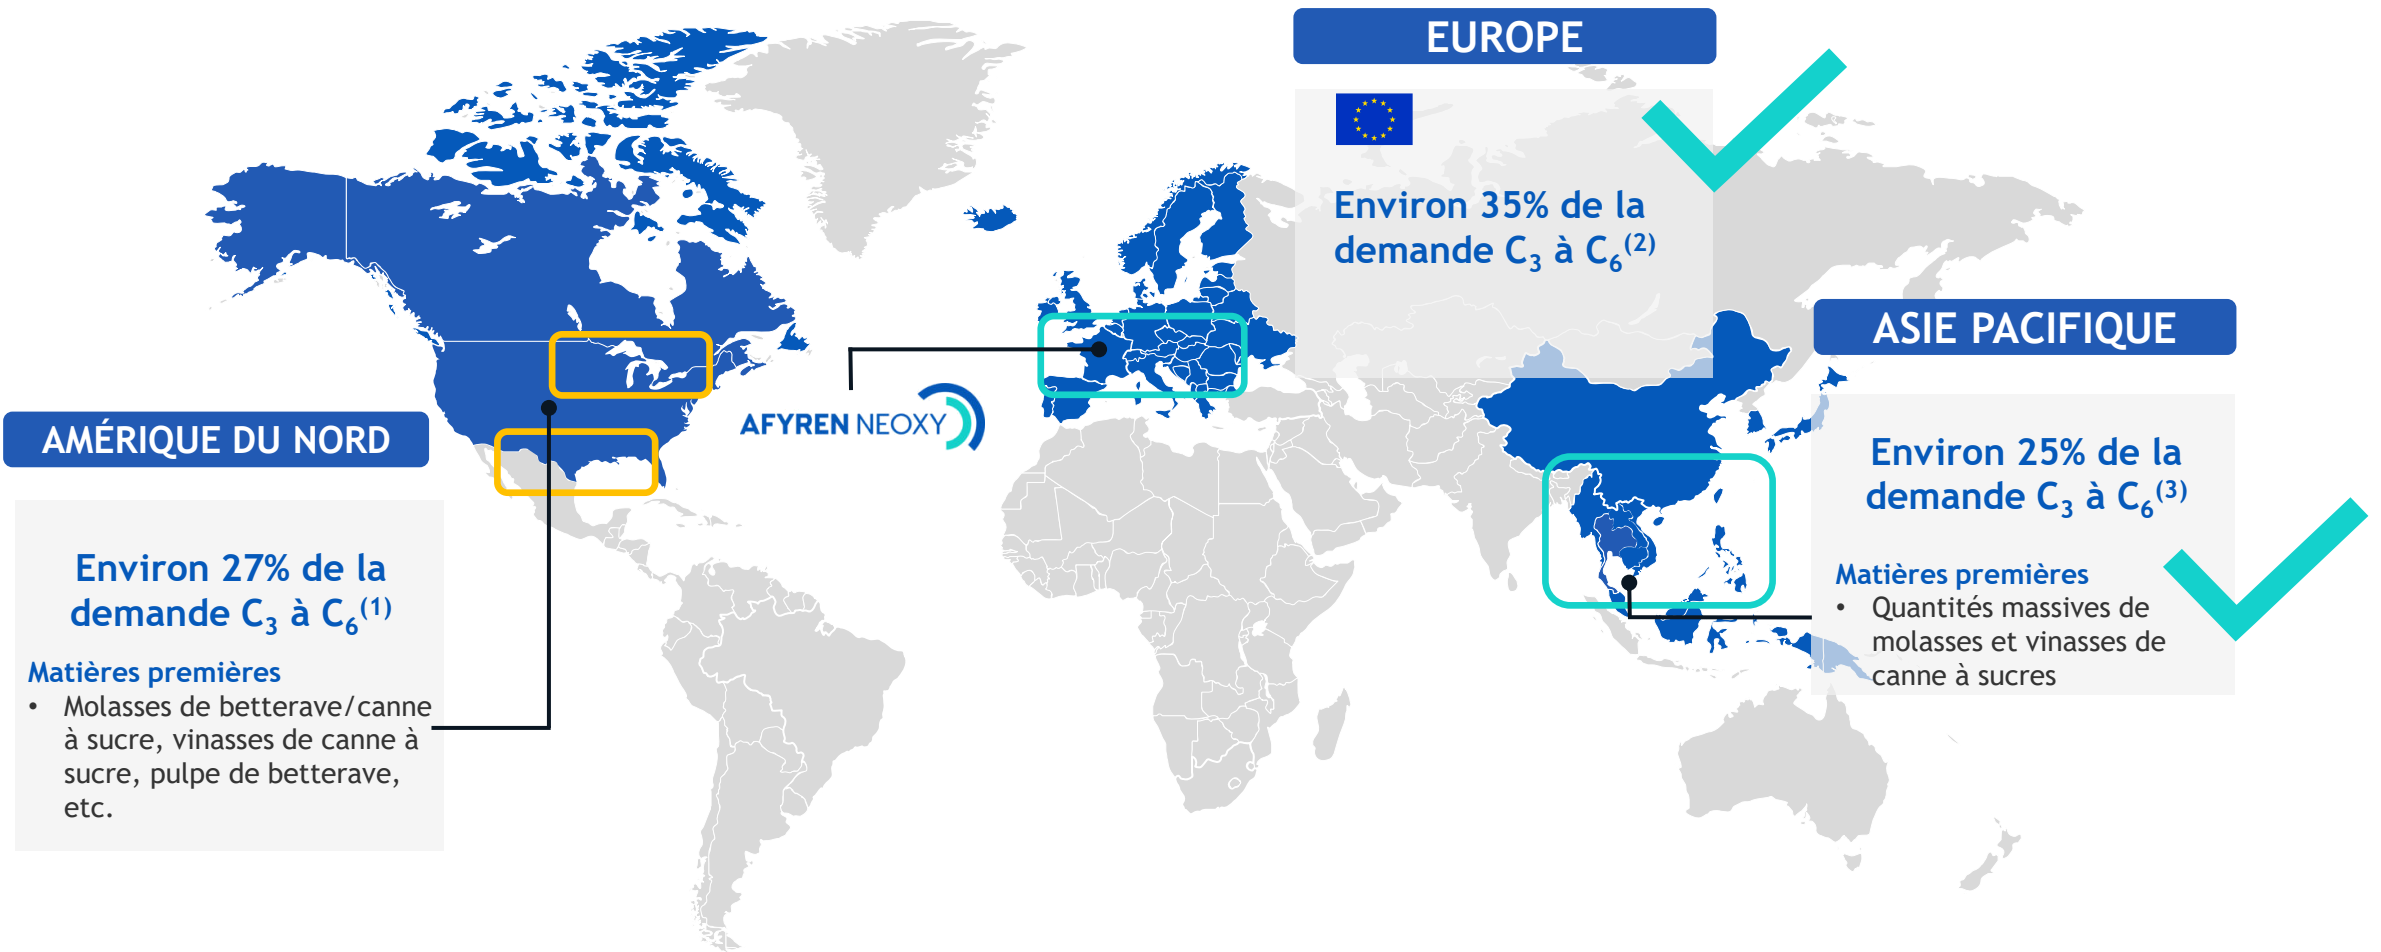 EUROPE
Environ 35% de la
demande C₃ à C₆⁽²⁾
ASIE PACIFIQUE
Environ 25% de la
demande C₃ à C₆⁽³⁾
Matières premières
• Quantités massives de
molasses et vinasses de
canne à sucres
AFYREN NEOXY
AMÉRIQUE DU NORD
Environ 27% de la
demande C₃ à C₆⁽¹⁾
Matières premières
• Molasses de betterave/canne
à sucre, vinasses de canne à
sucre, pulpe de betterave,
etc.